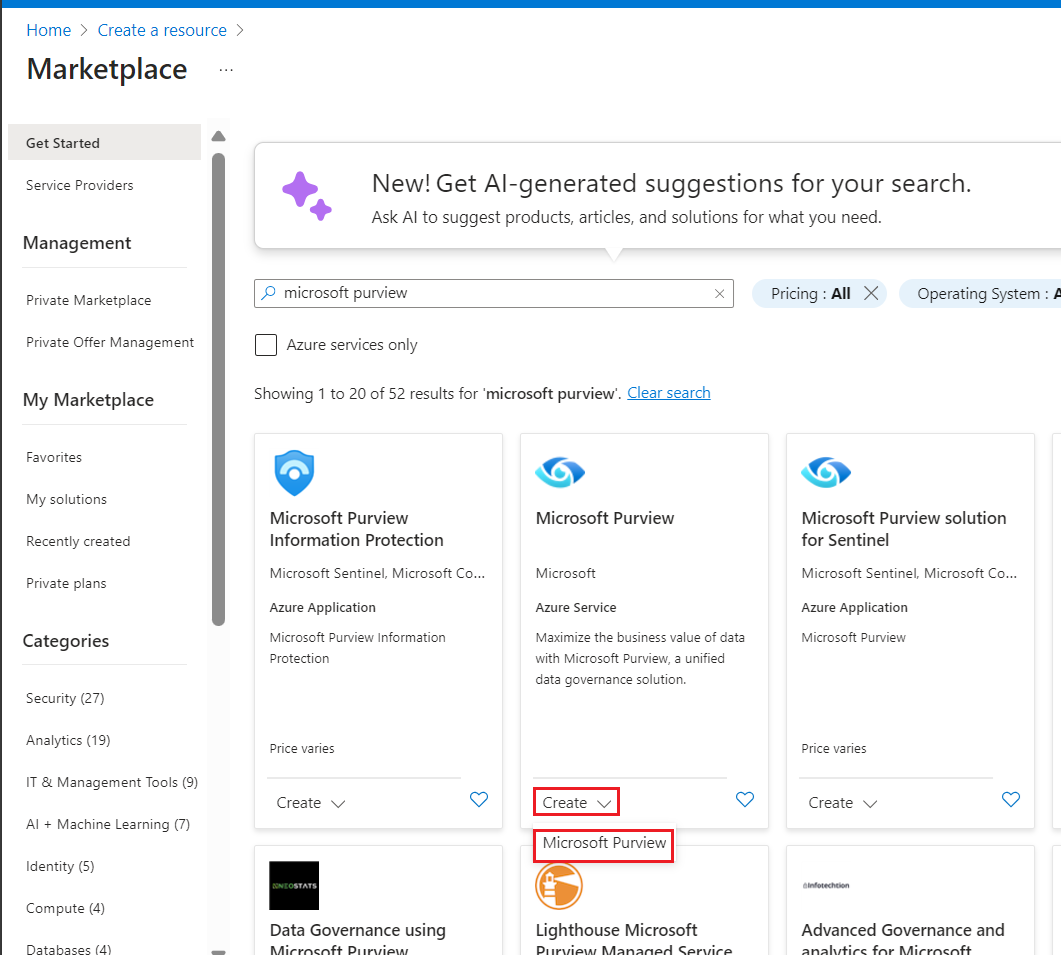 Home > Create a resource >
Marketplace ...
Get Started
Service Providers
Management
Private Marketplace
Private Offer Management
My Marketplace
Favorites
My solutions
Recently created
Private plans
Categories
Security (27)
Analytics (19)
IT & Management Tools (9)
AI + Machine Learning (7)
Identity (5)
Compute (4)
Databases (4)
New! Get AI-generated suggestions for your search.
Ask AI to suggest products, articles, and solutions for what you need.
microsoft purview
Pricing : All
Operating System :
Azure services only
Showing 1 to 20 of 52 results for 'microsoft purview'. Clear search
Microsoft Purview
Information Protection
Microsoft Sentinel, Microsoft Co...
Azure Application
Microsoft Purview Information
Protection
Price varies
Create
Microsoft Purview
Microsoft
Azure Service
Maximize the business value of data
with Microsoft Purview, a unified
data governance solution.
Create
Microsoft Purview
Microsoft Purview solution
for Sentinel
Microsoft Sentinel, Microsoft Co...
Azure Application
Microsoft Purview
Price varies
Create
NEOSTATS
Data Governance using
Microsoft Purview
Lighthouse Microsoft
Purview Managed Service
Infotechtion
Advanced Governance and
analytics for Microsoft